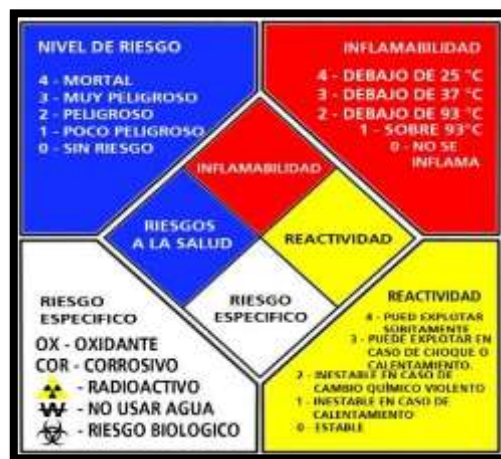 NIVEL DE RIESGO
4 - MORTAL
3 - MUY PELIGROSO
2 - PELIGROSO
1 - POCO PELIGROSO
0 - SIN RIESGO
INFLAMABILIDAD
4 - DEBAJO DE 25 °C
3 - DEBAJO DE 37 °C
2 - DEBAJO DE 93 °C
1 - SOBRE 93°C
0 - NO SE
INFLAMA
INFLAMABILIDAD
RIESGOS
A LA SALUD
REACTIVIDAD
RIESGO
ESPECIFICO
RIESGO
ESPECIFICO
OX - OXIDANTE
COR - CORROSIVO
- RADIOACTIVO
W - NO USAR AGUA
- RIESGO BIOLOGICO
REACTIVIDAD
4 - PUED EXPLOTAR
SÚBITAMENTE
3 - PUEDE EXPLOTAR EN
CASO DE CHOQUE O
CALENTAMIENTO.
2 - INESTABLE EN CASO DE
CAMBIO QUÍMICO VIOLENTO
1 - INESTABLE EN CASO DE
CALENTAMIENTO
0 - ESTABLE